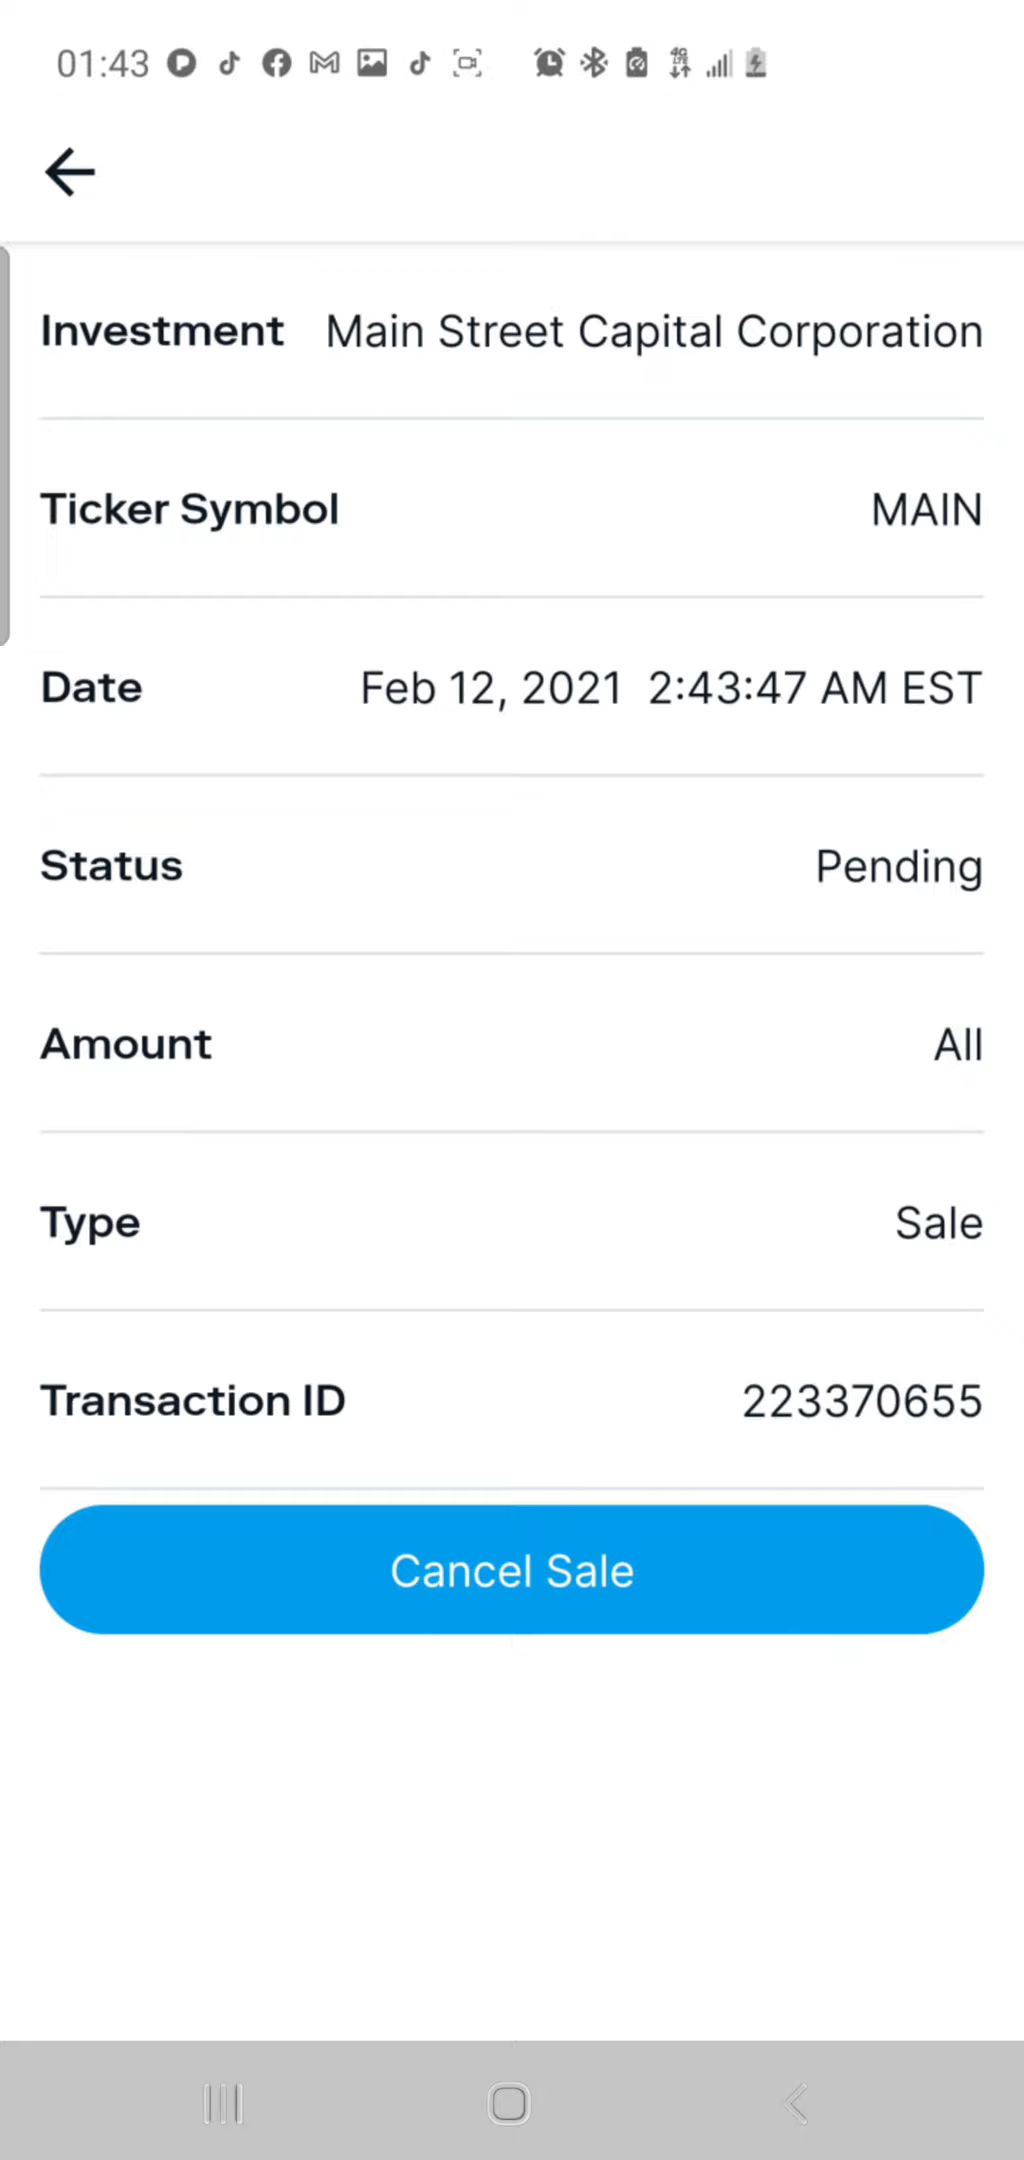 01:43
Investment Main Street Capital Corporation
Ticker Symbol MAIN
Date Feb 12, 2021 2:43:47 AM EST
Status Pending
Amount All
Type Sale
Transaction ID 223370655
Cancel Sale